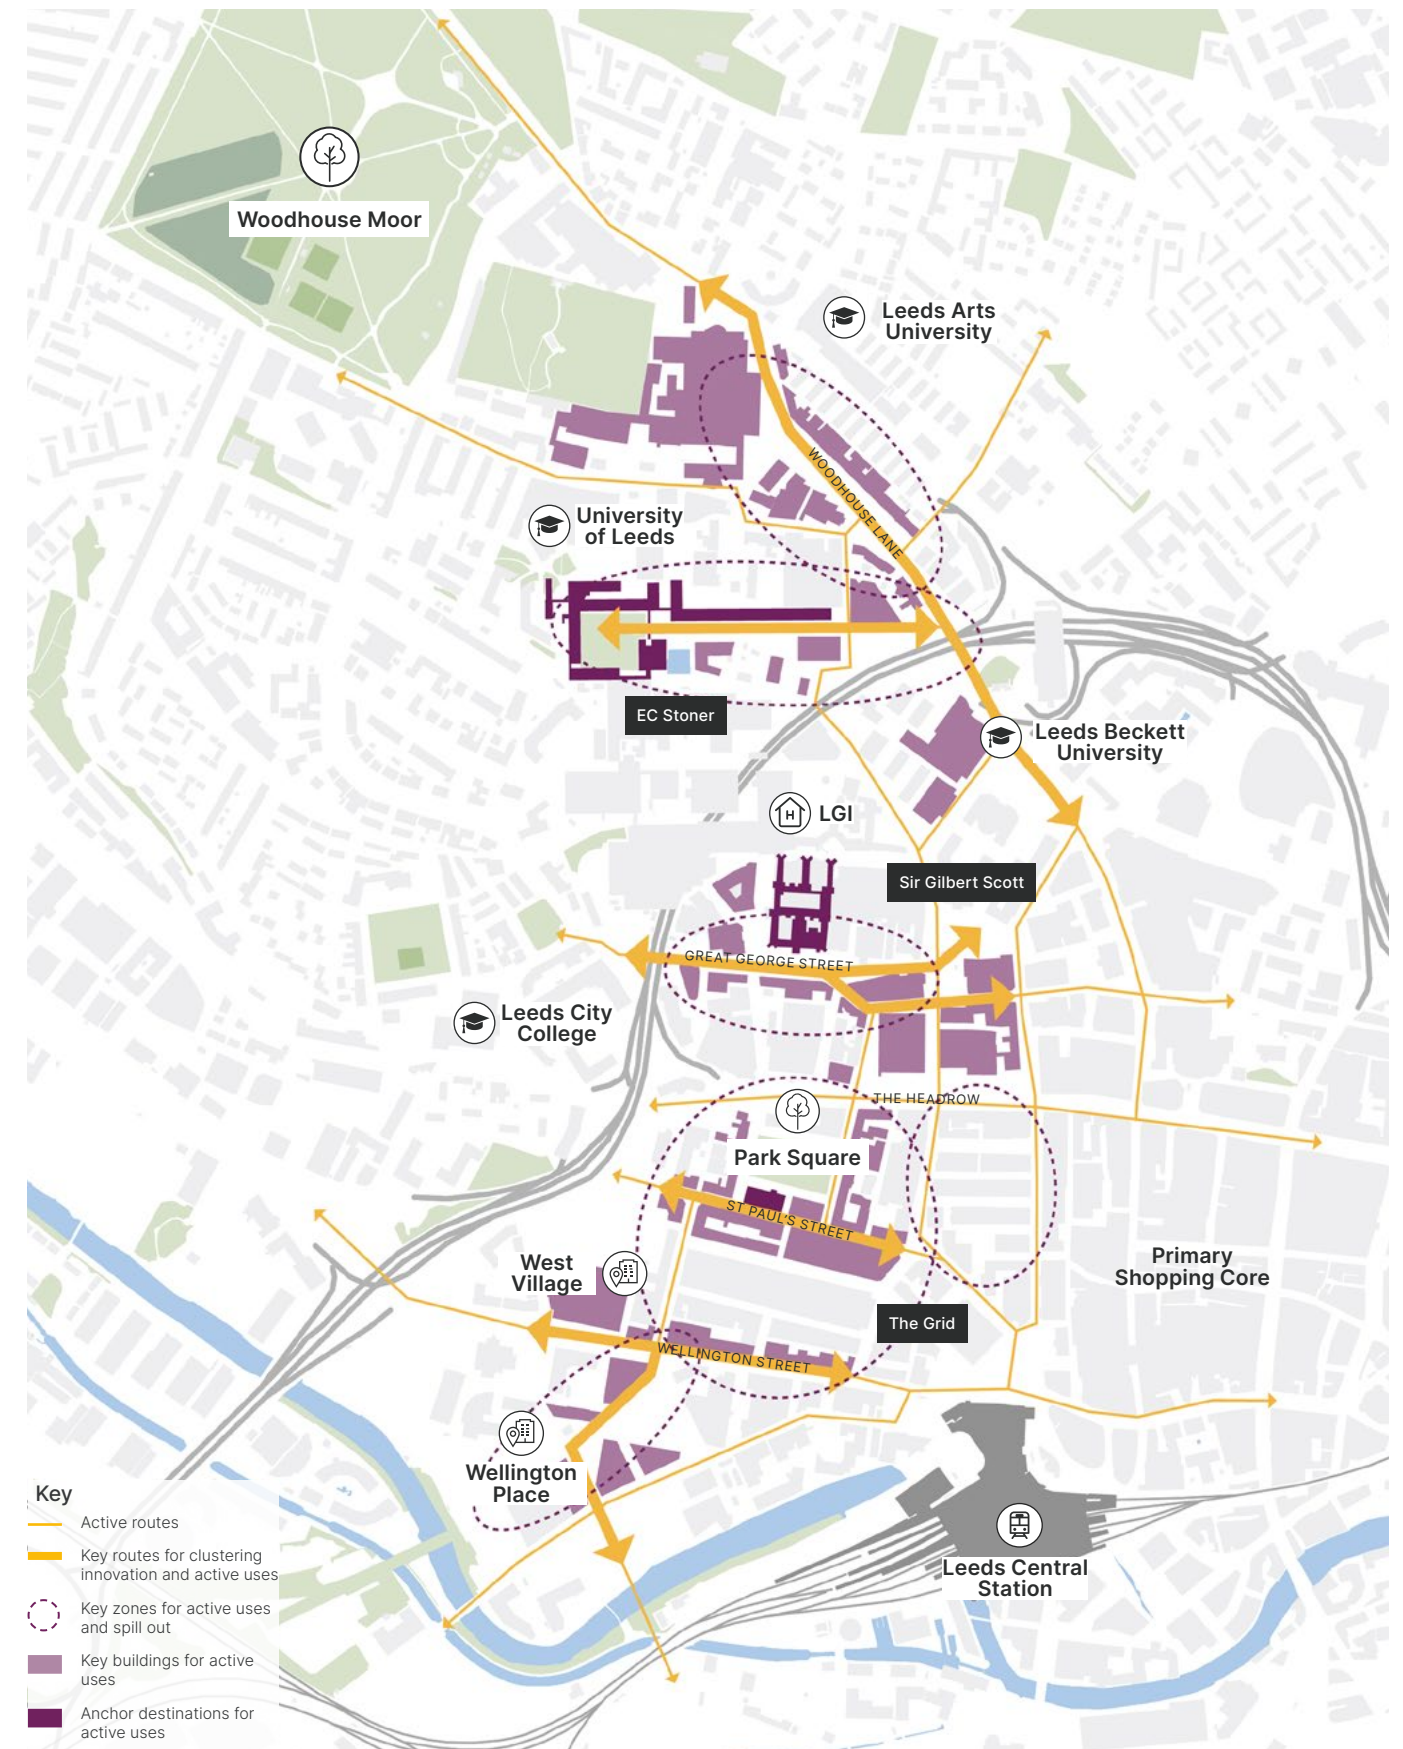 Woodhouse Moor
Leeds Arts
University
WOODHOUSE LANE
University
of Leeds
EC Stoner
Leeds Beckett
University
H
LGI
Sir Gilbert Scott
GREAT GEORGE STREET
Leeds City
College
THE HEADROW
Park Square
ST PAUL'S STREET
West
Village
Primary
Shopping Core
The Grid
WELLINGTON STREET
Wellington
Place
Leeds Central
Station
Key
Active routes
Key routes for clustering
innovation and active uses
Key zones for active uses
and spill out
Key buildings for active
uses
Anchor destinations for
active uses